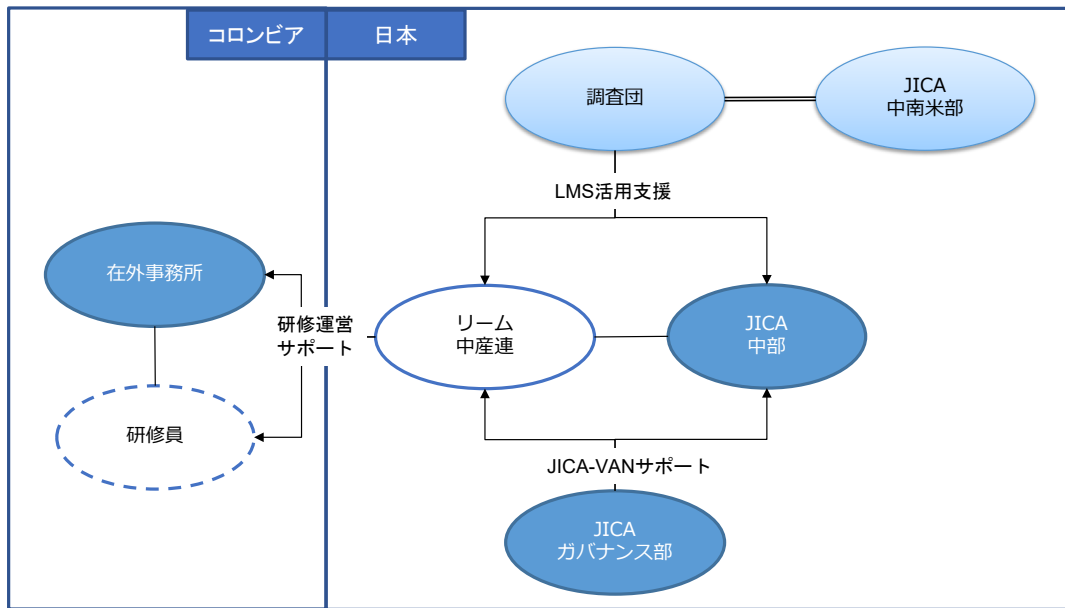 コロンビア
日本
調査団
JICA
中南米部
LMS活用支援
在外事務所
研修運営
サポート
リーム
中産連
JICA
中部
研修員
JICA-VANサポート
JICA
ガバナンス部